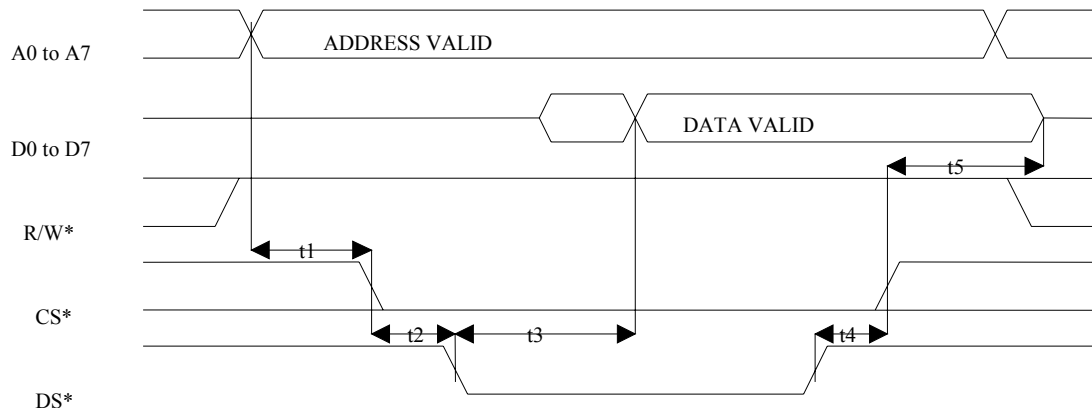 A0 to A7
ADDRESS VALID
D0 to D7
DATA VALID
t5
R/W*
t1
CS*
t2
t3
t4
DS*